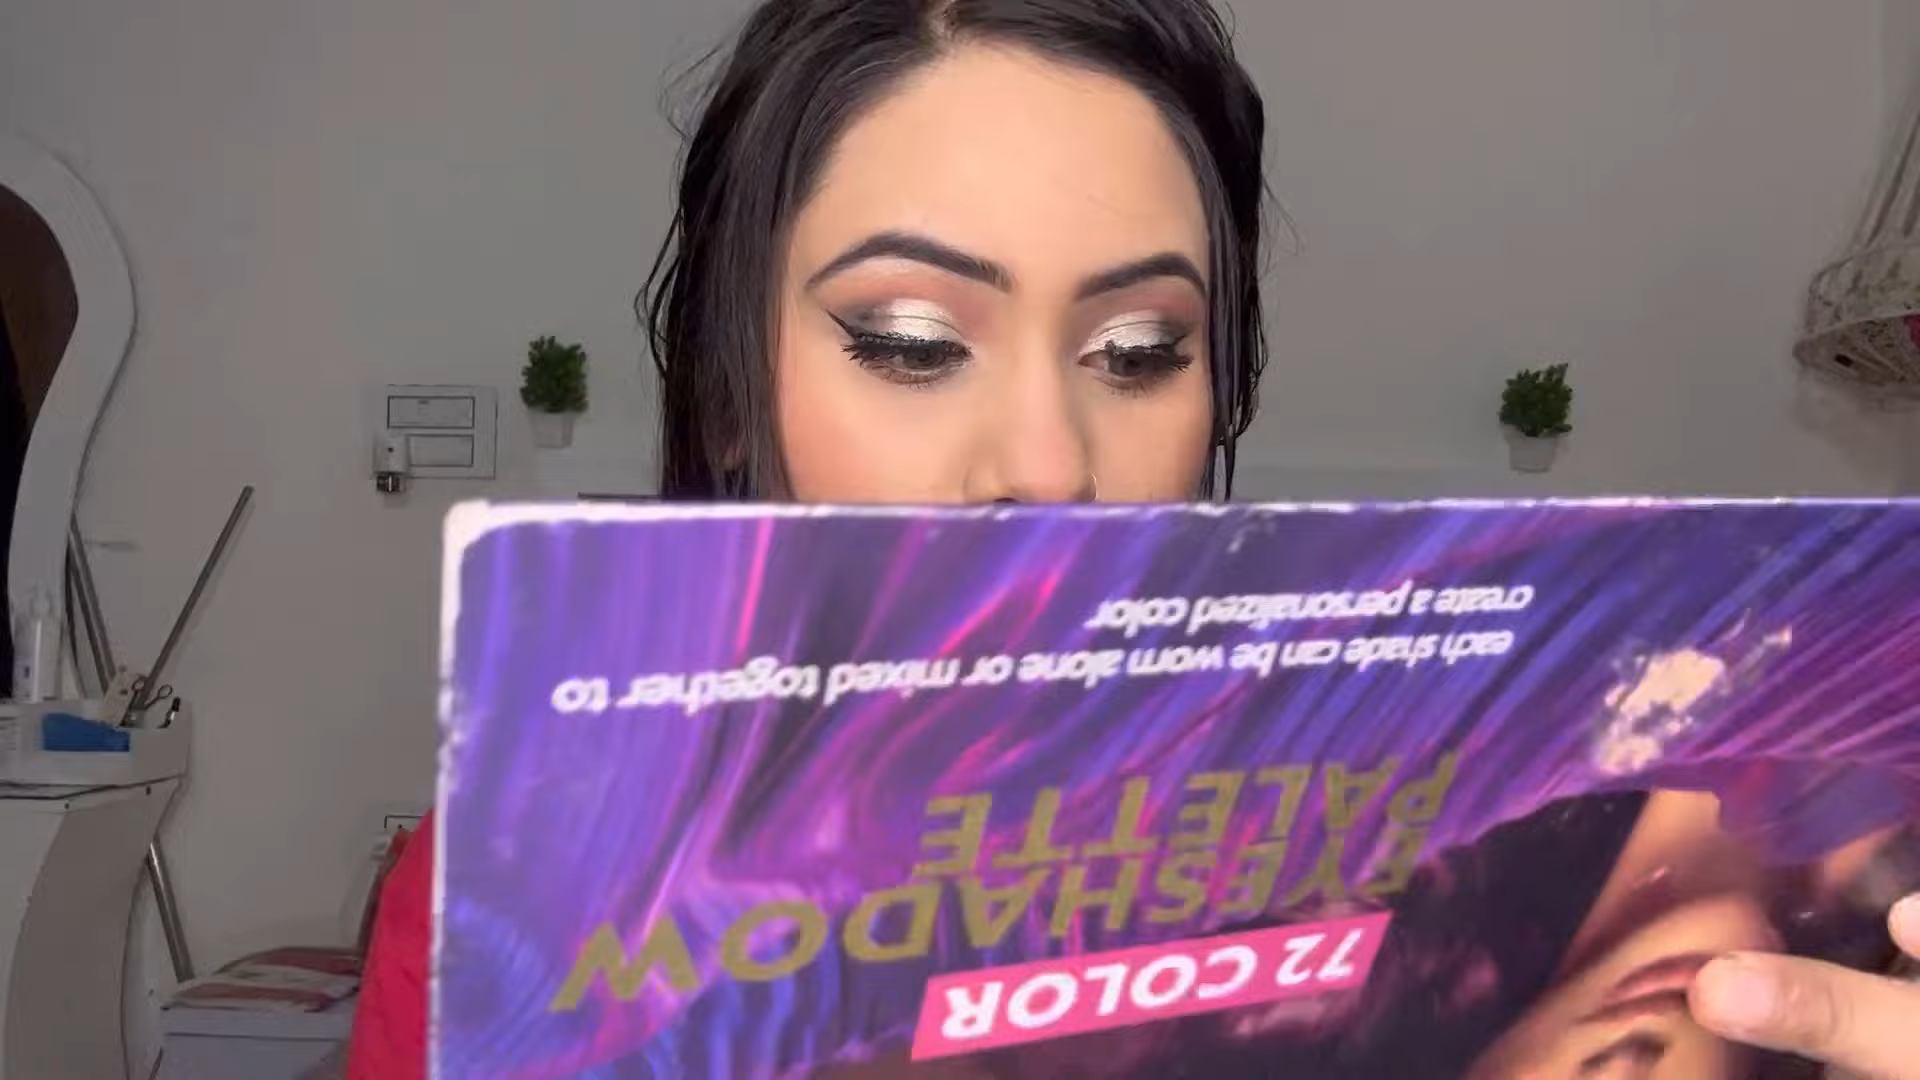 72 COLOR
EYESHADOW
PALETTE
each shade can be worn alone or mixed together to
create a personalized color